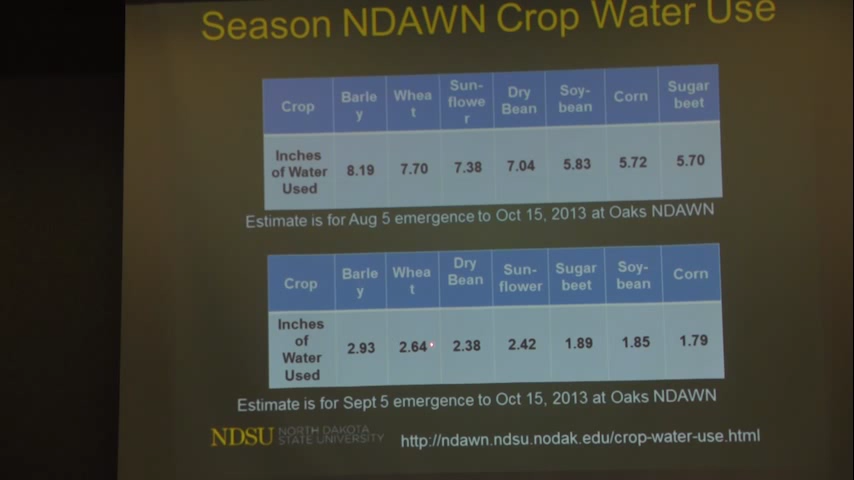 Season NDAWN Crop Water Use
Crop Barle y Whea t Sun- flowe r Dry Bean Soy- bean Corn Sugar beet
Inches of Water Used 8.19 7.70 7.38 7.04 5.83 5.72 5.70
Estimate is for Aug 5 emergence to Oct 15, 2013 at Oaks NDAWN
Crop Barle y Whea t Dry Bean Sun- flower Sugar beet Soy- bean Corn
Inches of Water Used 2.93 2.64 2.38 2.42 1.89 1.85 1.79
Estimate is for Sept 5 emergence to Oct 15, 2013 at Oaks NDAWN
NDSU NORTH DAKOTA STATE UNIVERSITY
http://ndawn.ndsu.nodak.edu/crop-water-use.html